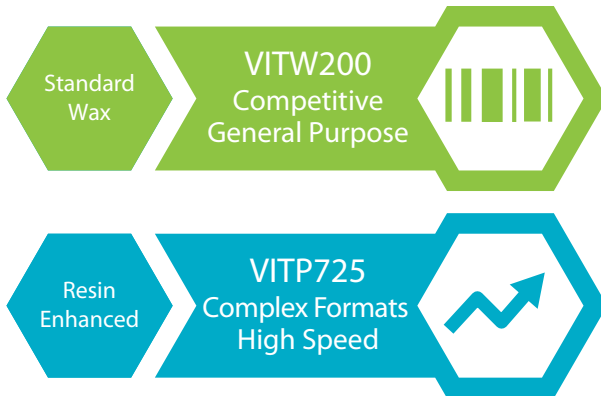 Standard
Wax
VITW200
Competitive
General Purpose
Resin
Enhanced
VITP725
Complex Formats
High Speed